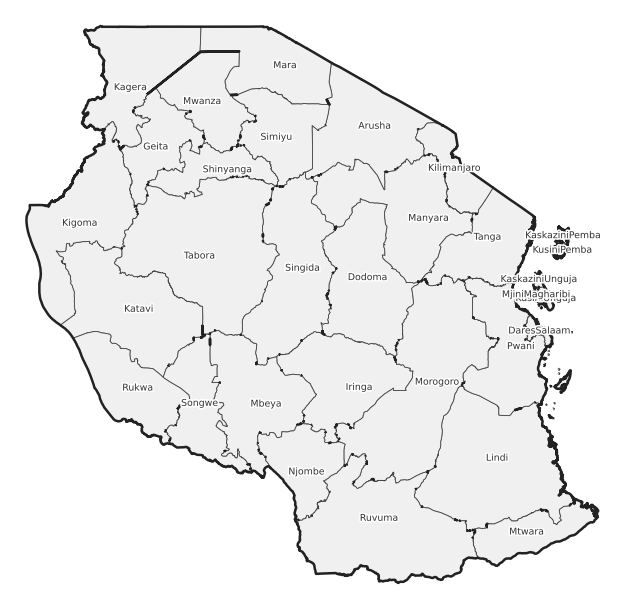 Mara
Kagera
Mwanza
Arusha
Simiyu
Geita
Shinyanga
Kilimanjaro
Kigoma
Manyara
KaskaziniPemba
Tanga
KusiniPemba
Tabora
Singida
Dodoma
KaskaziniUnguja
MjiniMagharibi
KusiniUnguja
Katavi
DaresSalaam
Pwani
Rukwa
Iringa
Morogoro
Songwe
Mbeya
Lindi
Njombe
Ruvuma
Mtwara